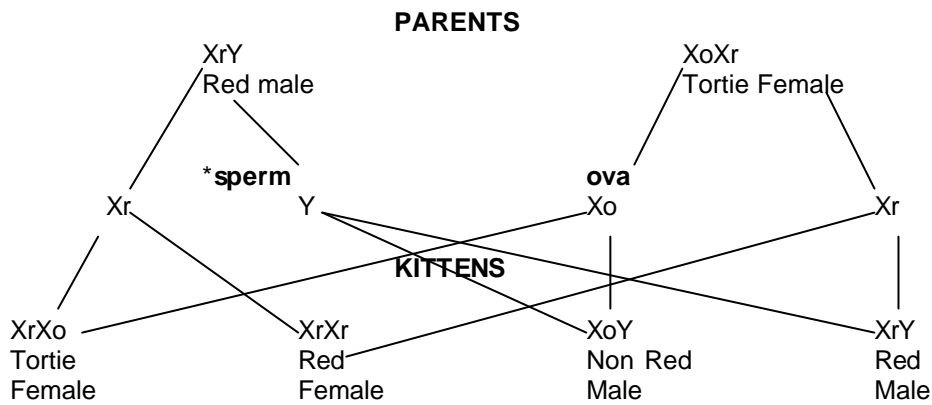 PARENTS
XrY XoXr
Red male Tortie Female
*sperm ova
Xr Y Xo Xr
KITTENS
XrXo XrXr XoY XrY
Tortie Red Non Red Red
Female Female Male Male